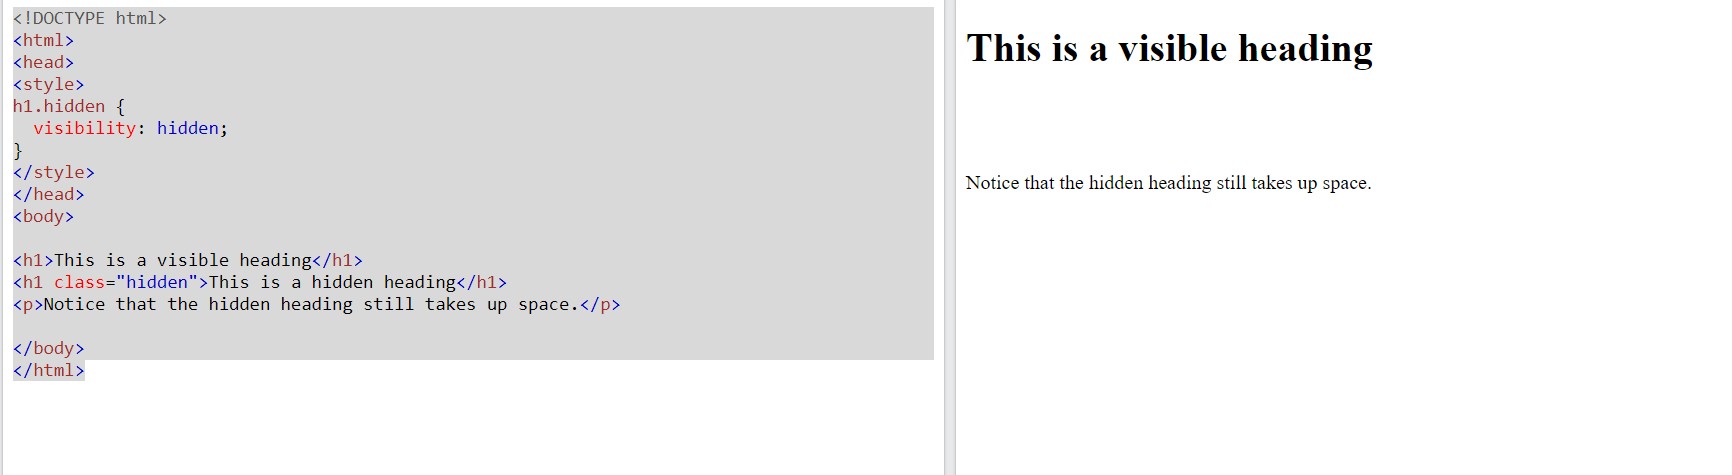 <!DOCTYPE html>
<html>
<head>
<style>
h1.hidden {
  visibility: hidden;
}
</style>
</head>
<body>

<h1>This is a visible heading</h1>
<h1 class="hidden">This is a hidden heading</h1>
<p>Notice that the hidden heading still takes up space.</p>

</body>
</html>
This is a visible heading
Notice that the hidden heading still takes up space.